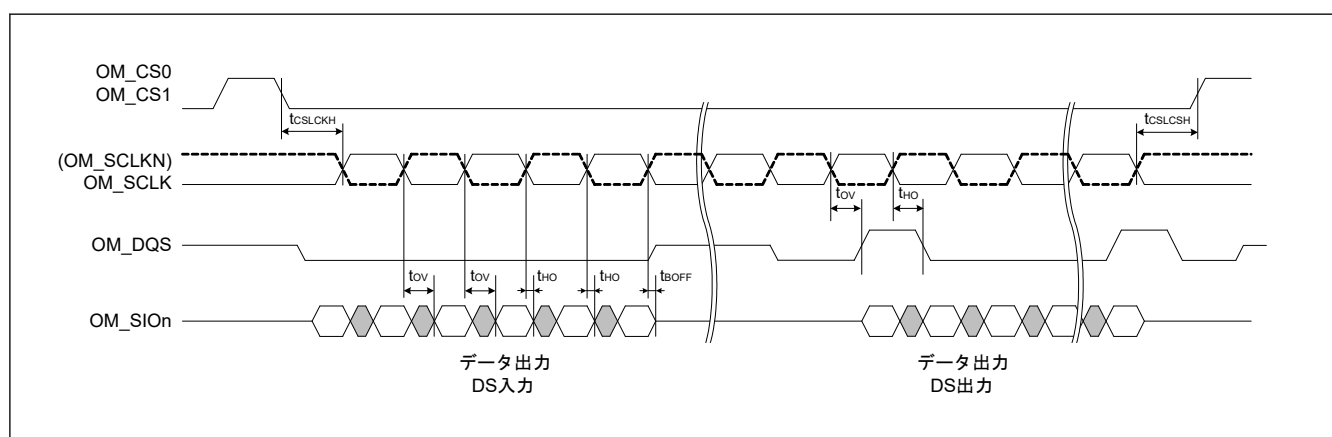 OM_CS0
OM_CS1
tCSLCKH
tCSLCSH
(OM_SCLKN)
OM_SCLK
tOV
tHO
OM_DQS
tOV
tOV
tHO
tHO
tBOFF
OM_SIOn
データ出力
DS入力
データ出力
DS出力